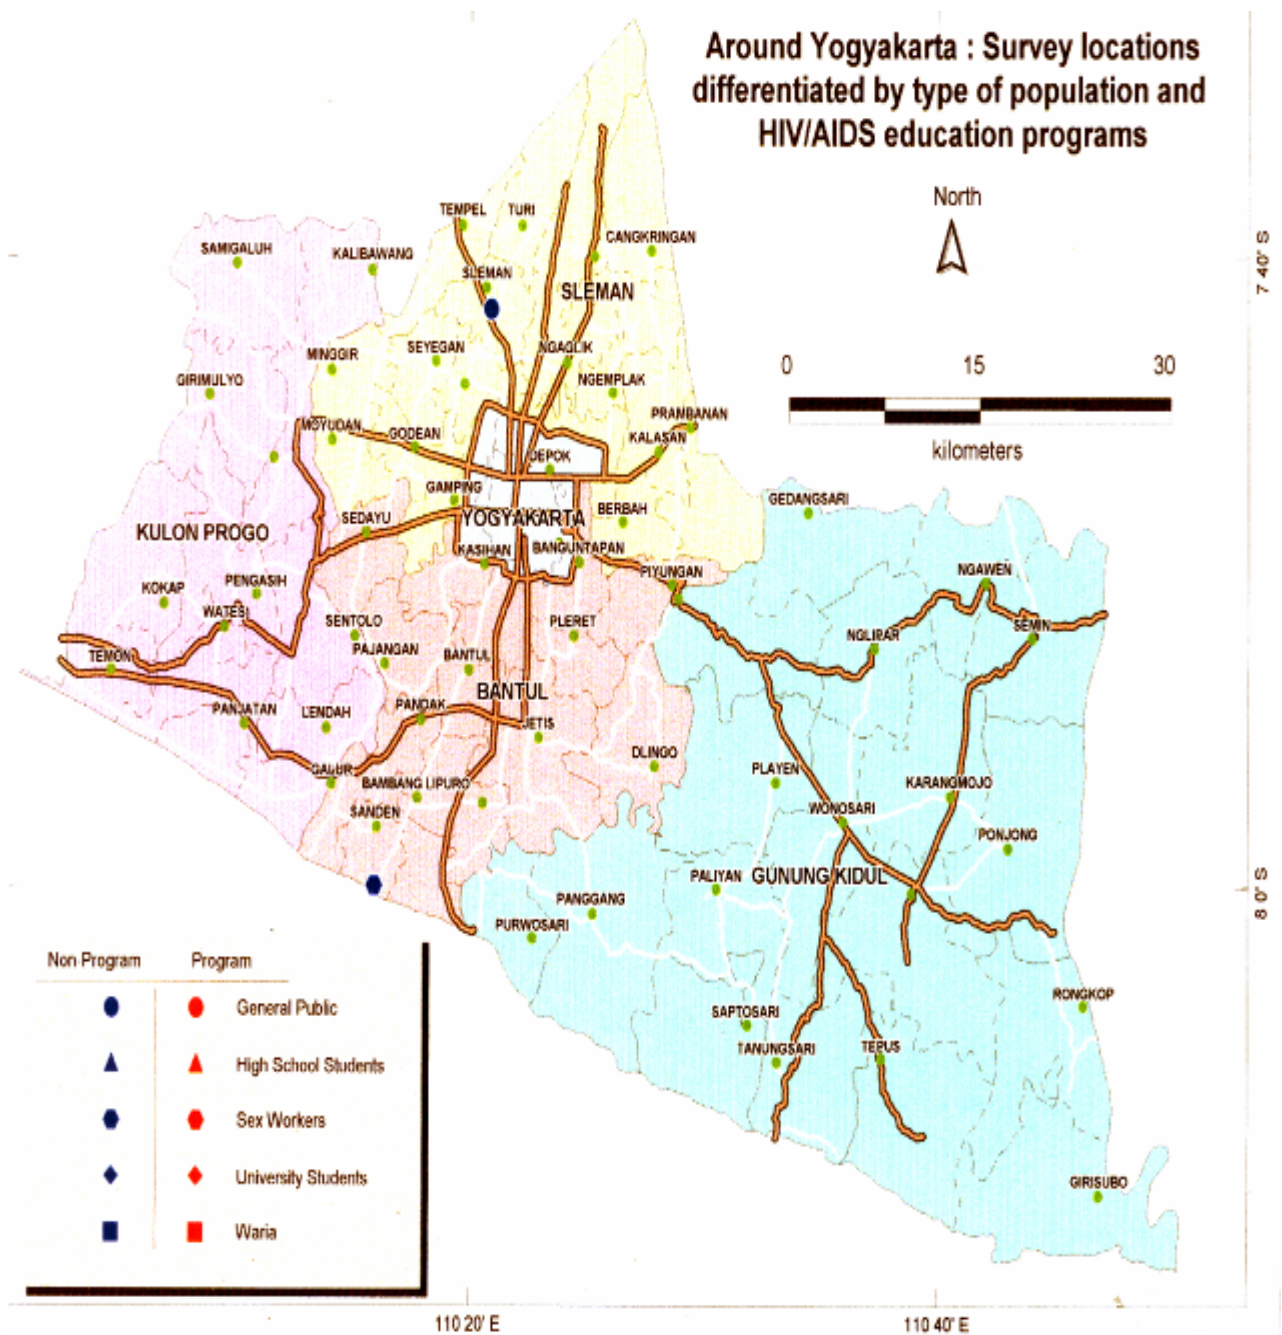 Around Yogyakarta : Survey locations
differentiated by type of population and
HIV/AIDS education programs
North
7 40' S
0 15 30
kilometers
8 0' S
TEMPEL
TURI
CANGKRINGAN
SAMIGALUH
KALIBAWANG
SLEMAN
SLEMAN
MINGGIR
SEYEGAN
NGAGLIK
GIRIMULYO
NGEMPLAK
PRAMBANAN
MOYUDAN
GODEAN
KALASAN
DEPOK
GAMPING
GEDANGSARI
BERBAH
SEDAYU
YOGYAKARTA
KULON PROGO
KASIHAN
BANGUNTAPAN
PIYUNGAN
NGAWEN
KOKAP
PENGASIH
WATES
SENTOLO
PLERET
SEMIN
NGLIRAR
TEMON
PAJANGAN
BANTUL
BANTUL
PANJATAN
LENDAH
PANDAK
JETIS
DLINGO
GALUR
BAMBANG LIPURO
PLAYEN
KARANGMOJO
SANDEN
WONOSARI
PONJONG
PALIYAN
GUNUNG KIDUL
PANGGANG
PURWOSARI
RONGKOP
SAPTOSARI
TANUNGSARI
TEPUS
GIRISUBO
Non Program Program
General Public
High School Students
Sex Workers
University Students
Waria
110 20' E
110 40' E